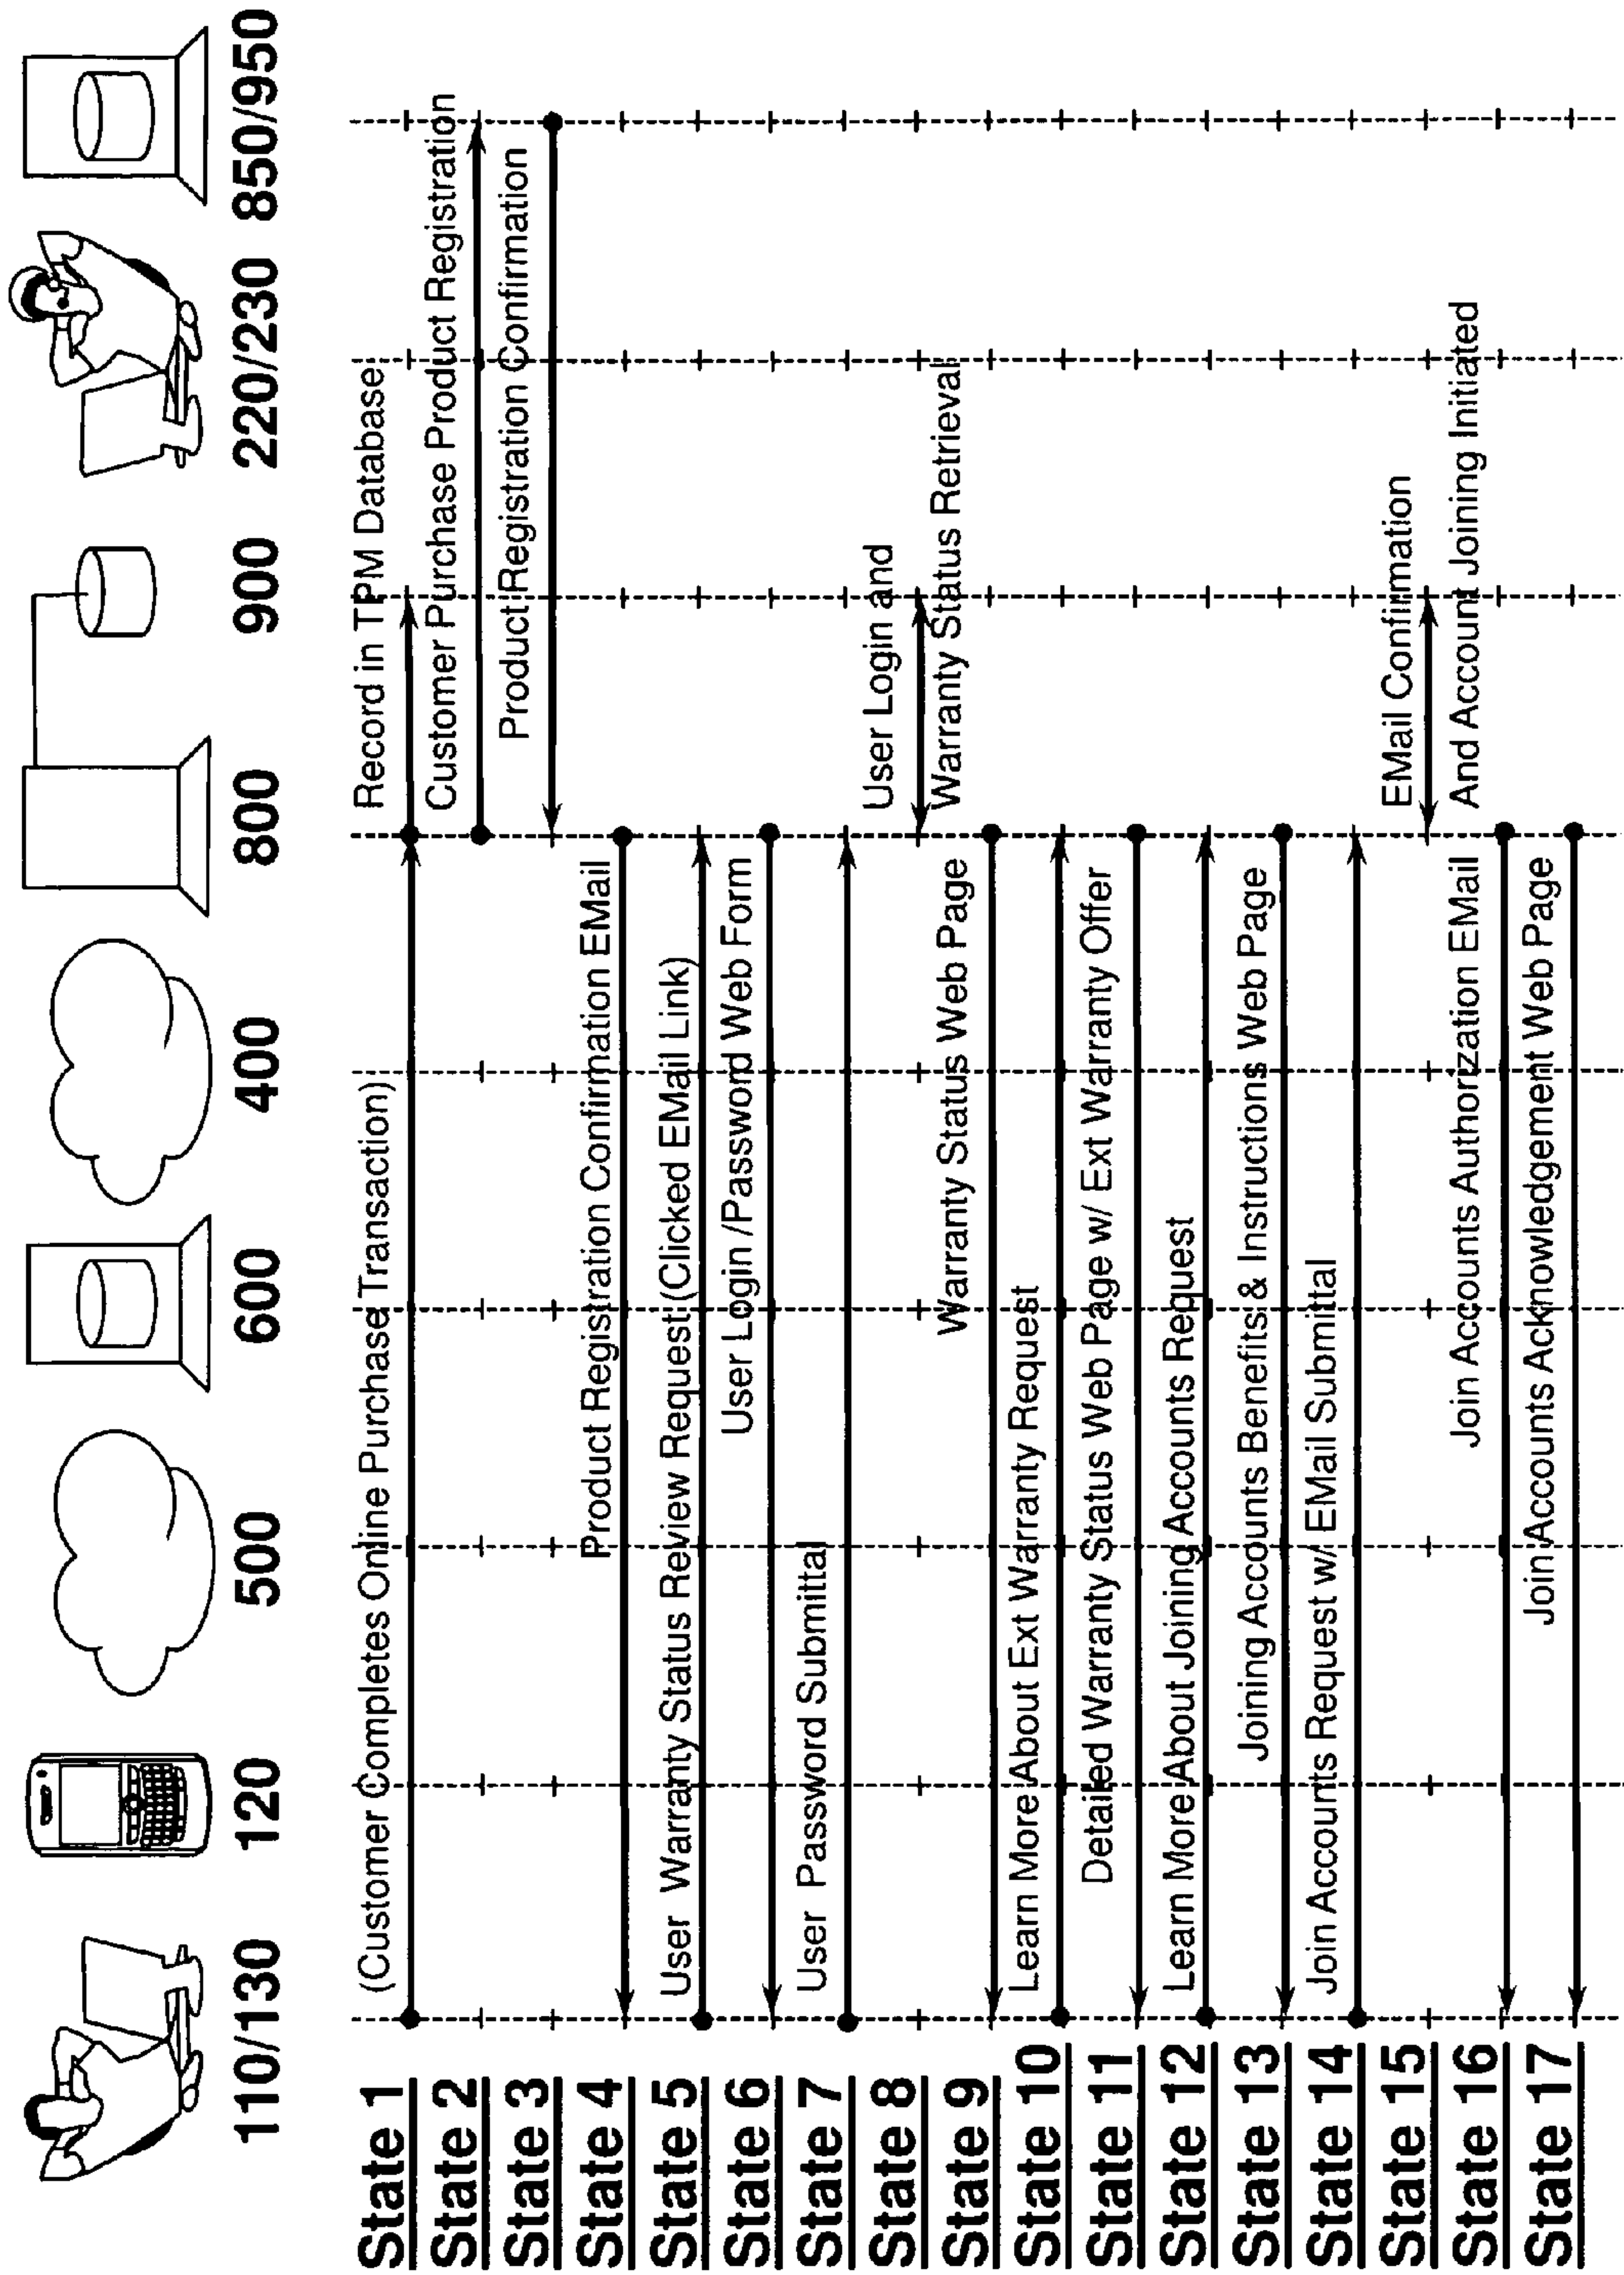 110/130 120 500 600 400 800 900 220/230 850/950
State 1
(Customer Completes Online Purchase Transaction)
Record in TPM Database
State 2
Customer Purchase Product Registration
State 3
Product Registration Confirmation
State 4
Product Registration Confirmation EMail
State 5
User Warranty Status Review Request (Clicked EMail Link)
State 6
User Login /Password Web Form
State 7
User Password Submittal
State 8
User Login and
Warranty Status Retrieval
State 9
Warranty Status Web Page
State 10
Learn More About Ext Warranty Request
State 11
Detailed Warranty Status Web Page w/ Ext Warranty Offer
State 12
Learn More About Joining Accounts Request
State 13
Joining Accounts Benefits & Instructions Web Page
State 14
Join Accounts Request w/ EMail Submittal
State 15
EMail Confirmation
And Account Joining Initiated
State 16
Join Accounts Authorization EMail
State 17
Join Accounts Acknowledgement Web Page